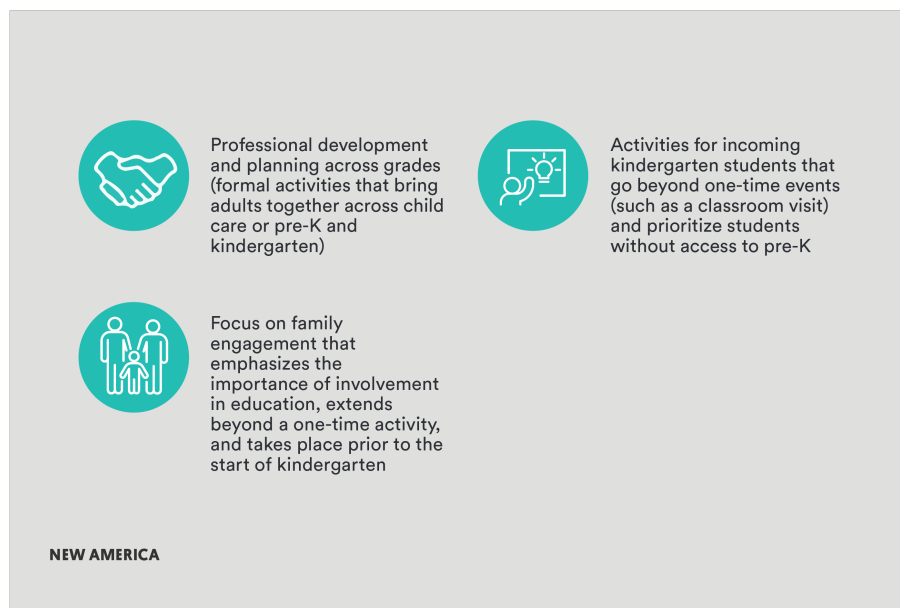 Professional development
and planning across grades
(formal activities that bring
adults together across child
care or pre-K and
kindergarten)
Activities for incoming
kindergarten students that
go beyond one-time events
(such as a classroom visit)
and prioritize students
without access to pre-K
Focus on family
engagement that
emphasizes the
importance of involvement
in education, extends
beyond a one-time activity,
and takes place prior to the
start of kindergarten
NEW AMERICA